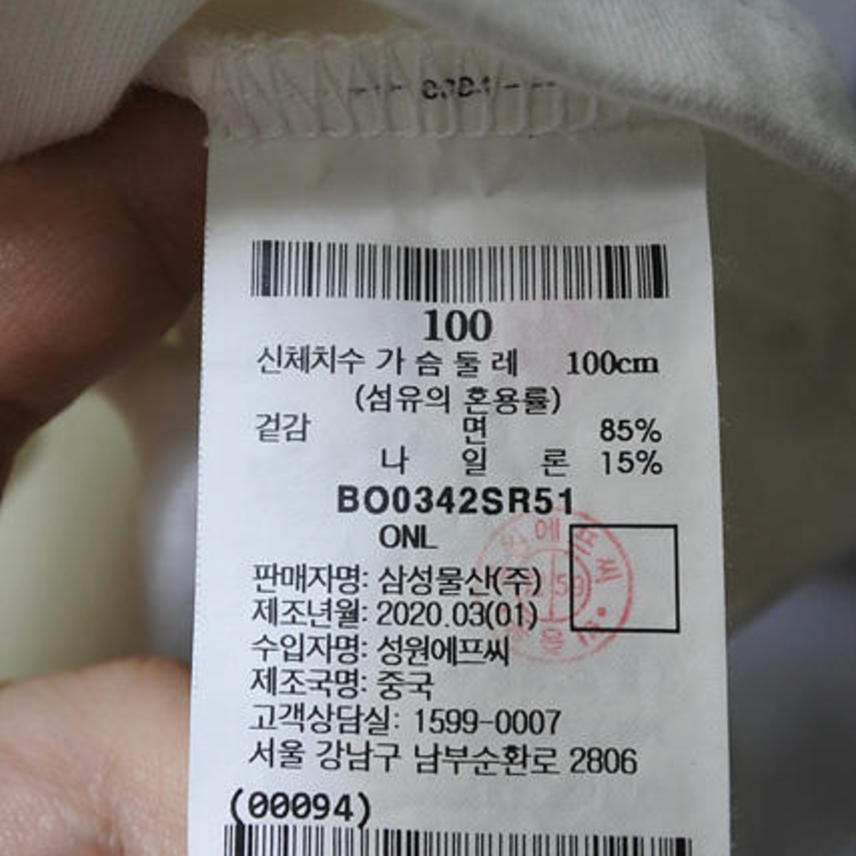 100
신체치수 가 슴 둘 레 100cm
(섬유의 혼용률)
겉감 면 85%
나 일 론 15%
BO0342SR51
ONL
판매자명: 삼성물산(주)
제조년월: 2020.03(01)
수입자명: 성원에프씨
제조국명: 중국
고객상담실: 1599-0007
서울 강남구 남부순환로 2806
(00094)